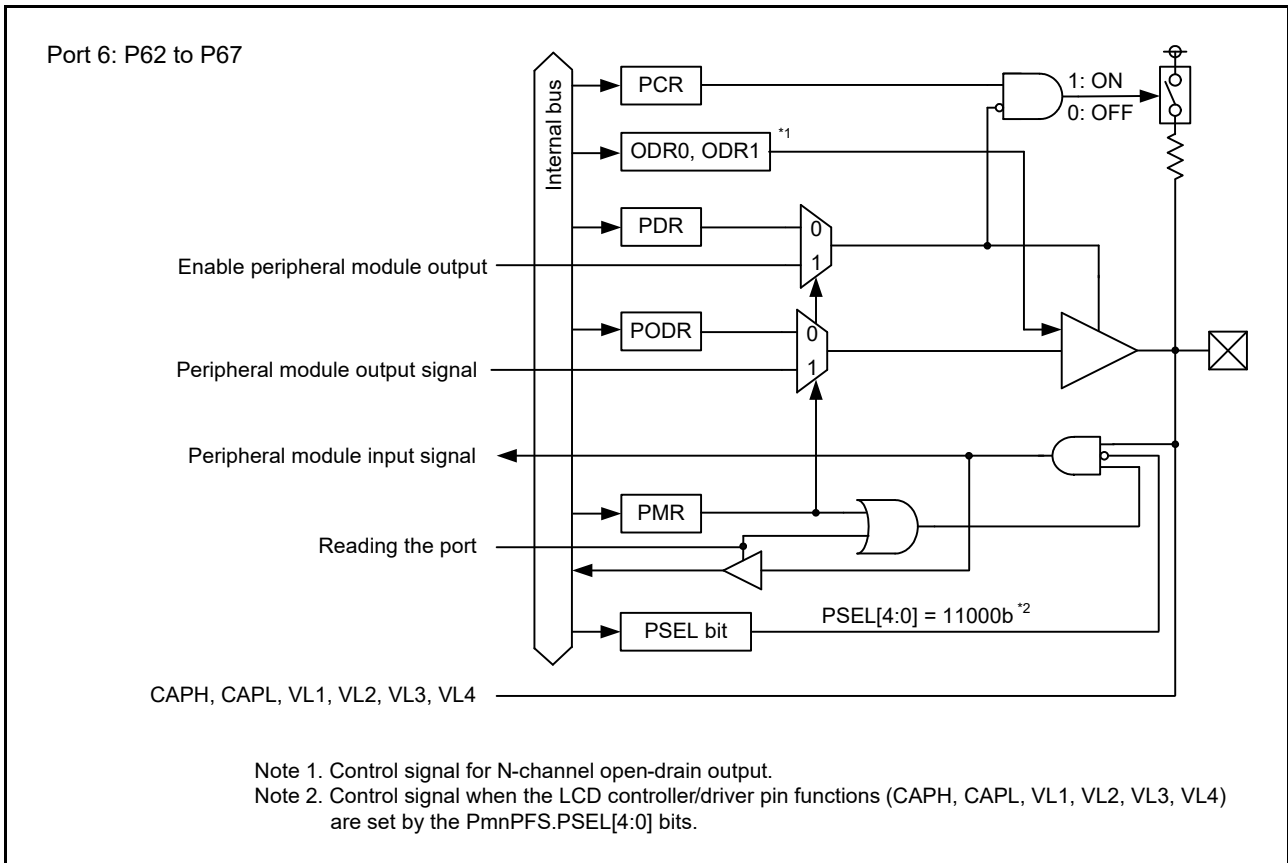 Port 6: P62 to P67
Internal bus
PCR
1: ON
0: OFF
ODR0, ODR1 *1
PDR
0
1
Enable peripheral module output
PODR
0
1
Peripheral module output signal
Peripheral module input signal
PMR
Reading the port
PSEL bit
PSEL[4:0] = 11000b *2
CAPH, CAPL, VL1, VL2, VL3, VL4
Note 1. Control signal for N-channel open-drain output.
Note 2. Control signal when the LCD controller/driver pin functions (CAPH, CAPL, VL1, VL2, VL3, VL4)
are set by the PmnPFS.PSEL[4:0] bits.